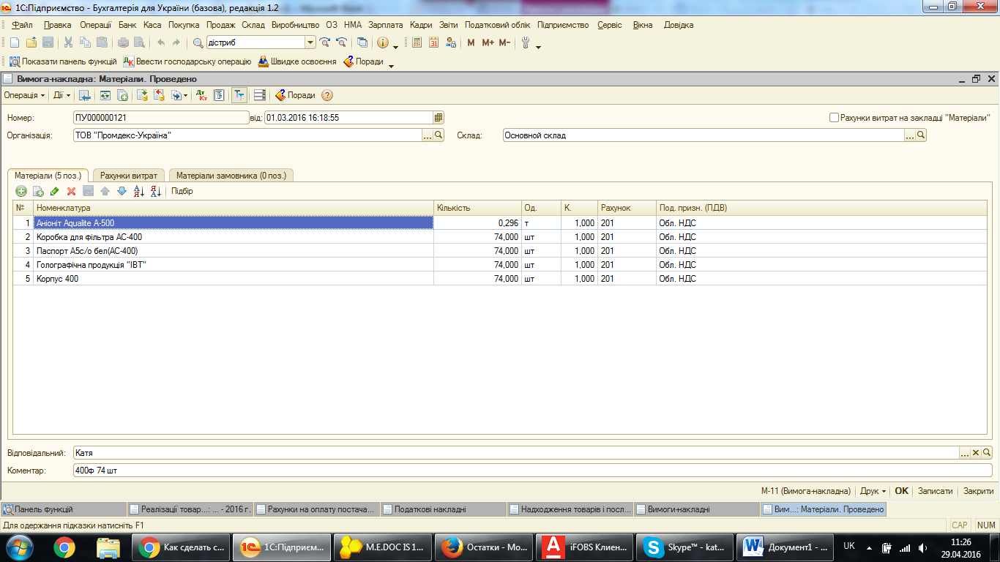 1С:Підприємство - Бухгалтерія для України (базова), редакція 1.2
Файл Правка Операції Банк Каса Покупка Продаж Склад Виробництво ОЗ НМА Зарплата Кадри Звіти Податковий облік Підприємство Сервіс Вікна Довідка
дістриб M M+ M-
Показати панель функцій Ввести господарську операцію Швидке освоєння Поради
Вимога-накладна: Матеріали. Проведено
Операція Дії Поради
Номер: ПУ000000121 від: 01.03.2016 16:18:55 Рахунки витрат на закладці "Матеріали"
Організація: ТОВ "Промдекс-Україна" Склад: Основной склад
Матеріали (5 поз.) Рахунки витрат Матеріали замовника (0 поз.)
Підбір
№ Номенклатура Кількість Од. К. Рахунок Под. призн. (ПДВ)
1 Аніоніт Aqualite A-500 0,296 т 1,000 201 Обл. НДС
2 Коробка для фільтра АС-400 74,000 шт 1,000 201 Обл. НДС
3 Паспорт А5с/о бел(АС-400) 74,000 шт 1,000 201 Обл. НДС
4 Голографічна продукція "ІВТ" 74,000 шт 1,000 201 Обл. НДС
5 Корпус 400 74,000 шт 1,000 201 Обл. НДС
Відповідальний: Катя
Коментар: 400ф 74 шт
М-11 (Вимога-накладна) Друк OK Записати Закрити
Панель функцій Реалізації товар...: ... - 2016 г. Рахунки на оплату постача... Податкові накладні Надходження товарів і посл... Вимоги-накладні Вим...: Матеріали. Проведено
Для одержання підказки натисніть F1 CAP NUM
Как сделать с... 1С:Підприєм... M.E.DOC IS 1... Остатки - Mo... iFOBS Клиен... Skype™ - kat... Документ1 - ... UK 11:26
29.04.2016